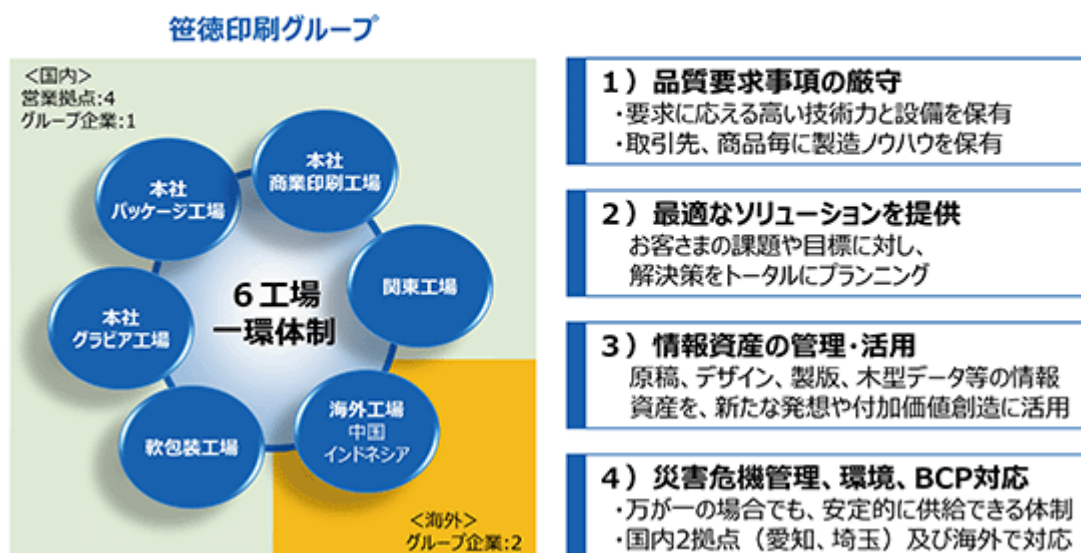 笹徳印刷グループ
<国内>
営業拠点:4
グループ企業:1
本社
商業印刷工場
本社
パッケージ工場
関東工場
6工場
一環体制
本社
グラビア工場
海外工場
中国
インドネシア
軟包装工場
<海外>
グループ企業:2
1）品質要求事項の厳守
・要求に応える高い技術力と設備を保有
・取引先、商品毎に製造ノウハウを保有
2）最適なソリューションを提供
お客さまの課題や目標に対し、
解決策をトータルにプランニング
3）情報資産の管理・活用
原稿、デザイン、製版、木型データ等の情報
資産を、新たな発想や付加価値創造に活用
4）災害危機管理、環境、BCP対応
・万が一の場合でも、安定的に供給できる体制
・国内2拠点（愛知、埼玉）及び海外で対応